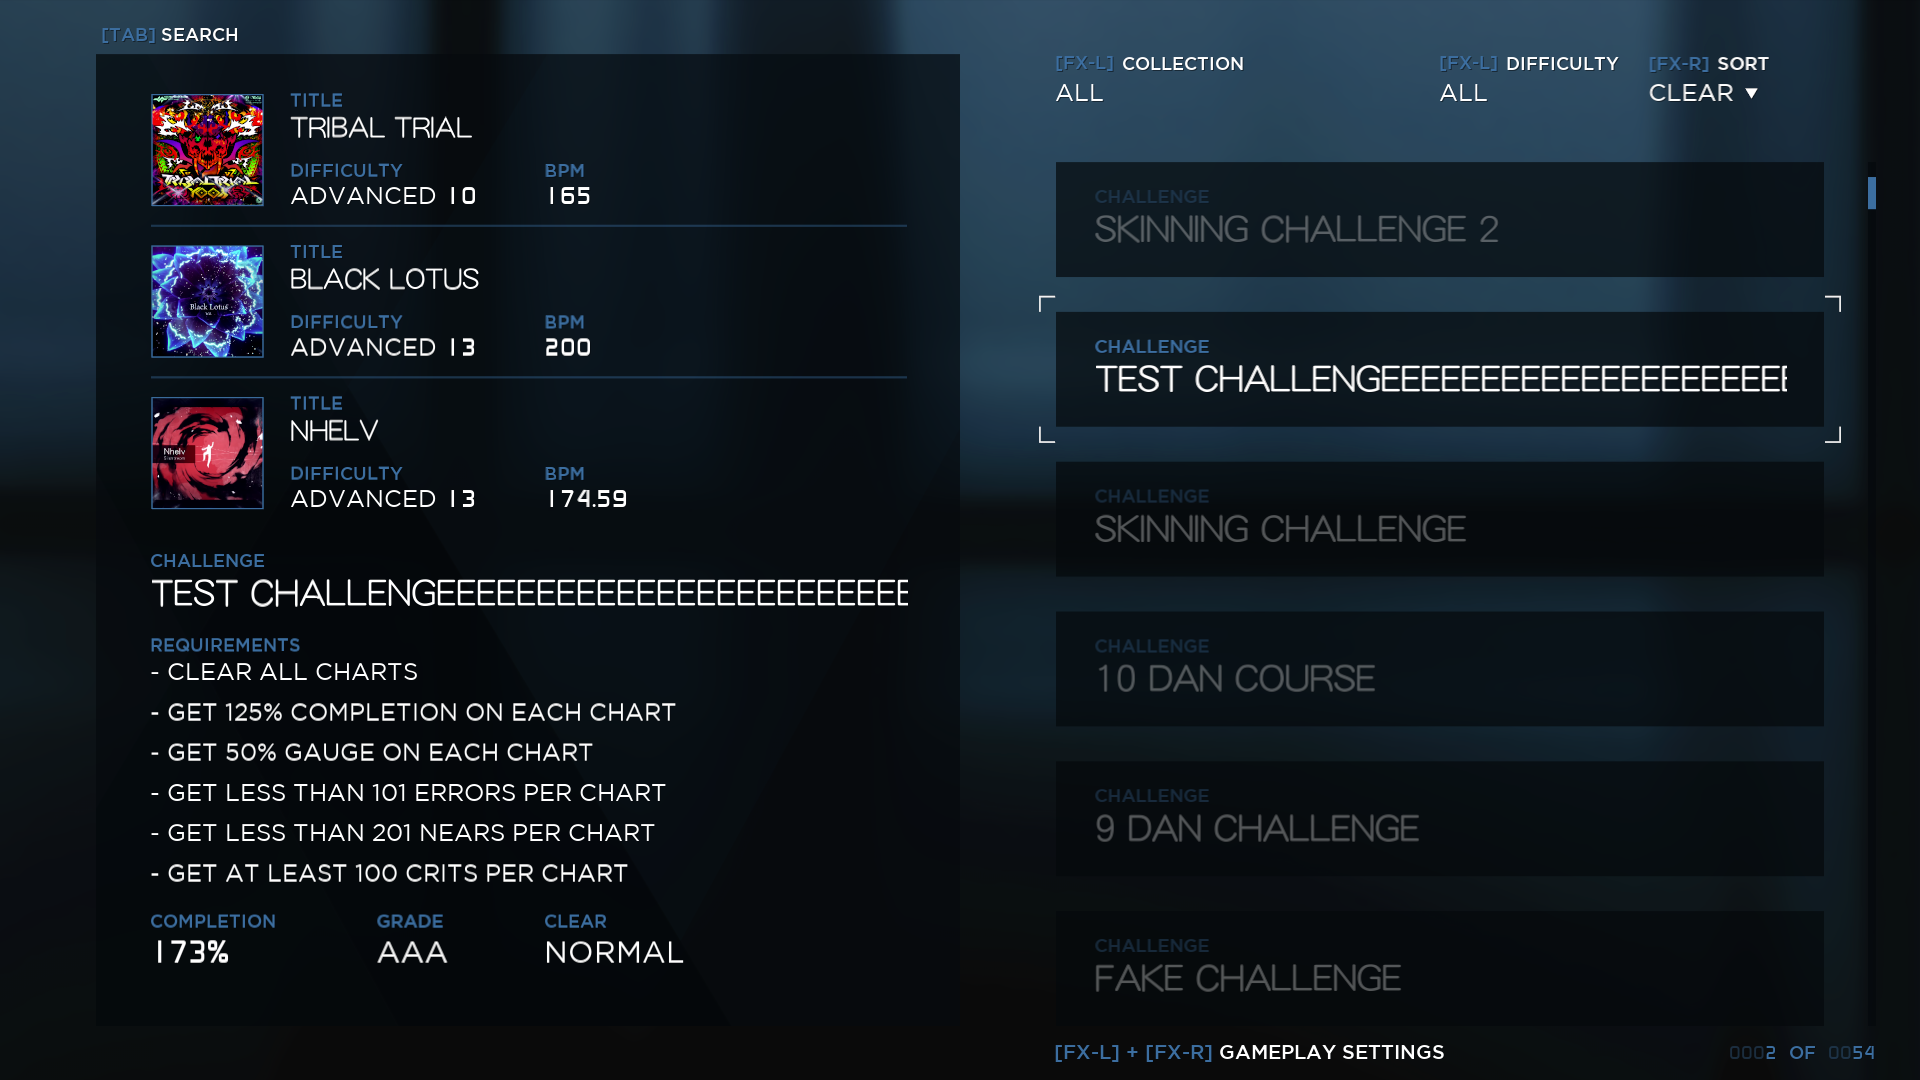 [TAB] SEARCH
TITLE
TRIBAL TRIAL
DIFFICULTY BPM
ADVANCED 10 165
TITLE
BLACK LOTUS
DIFFICULTY BPM
ADVANCED 13 200
Black Lotus
TITLE
NHELV
DIFFICULTY BPM
ADVANCED 13 174.59
Nhelv
CHALLENGE
TEST CHALLENGEEEEEEEEEEEEEEEEEEEEEEEE
REQUIREMENTS
- CLEAR ALL CHARTS
- GET 125% COMPLETION ON EACH CHART
- GET 50% GAUGE ON EACH CHART
- GET LESS THAN 101 ERRORS PER CHART
- GET LESS THAN 201 NEARS PER CHART
- GET AT LEAST 100 CRITS PER CHART
COMPLETION GRADE CLEAR
173% AAA NORMAL
[FX-L] COLLECTION [FX-L] DIFFICULTY [FX-R] SORT
ALL ALL CLEAR ▼
CHALLENGE
SKINNING CHALLENGE 2
CHALLENGE
TEST CHALLENGEEEEEEEEEEEEEEEEEEEEE
CHALLENGE
SKINNING CHALLENGE
CHALLENGE
10 DAN COURSE
CHALLENGE
9 DAN CHALLENGE
CHALLENGE
FAKE CHALLENGE
[FX-L] + [FX-R] GAMEPLAY SETTINGS
0002 OF 0054